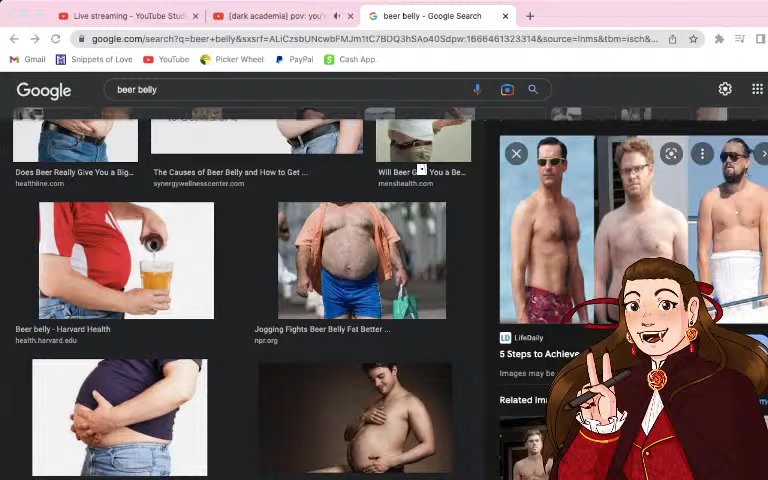 Live streaming - YouTube Stud
[dark academia] pov: you'r
beer belly - Google Search
google.com/search?q=beer+belly&sxsrf=ALiCzsbUNcwbFMJm1tC7BDQ3hSAo40Sdpw:1666461323314&source=lnms&tbm=isch&...
Gmail
Snippets of Love
YouTube
Picker Wheel
PayPal
Cash App
Google
beer belly
Does Beer Really Give You a Big...
healthline.com
The Causes of Beer Belly and How to Get ...
synergywellnesscenter.com
Will Beer You a Be...
menshealth.com
LD LifeDaily
5 Steps to Achieve
Images may be
Related Im
Beer belly - Harvard Health
health.harvard.edu
Jogging Fights Beer Belly Fat Better ...
npr.org